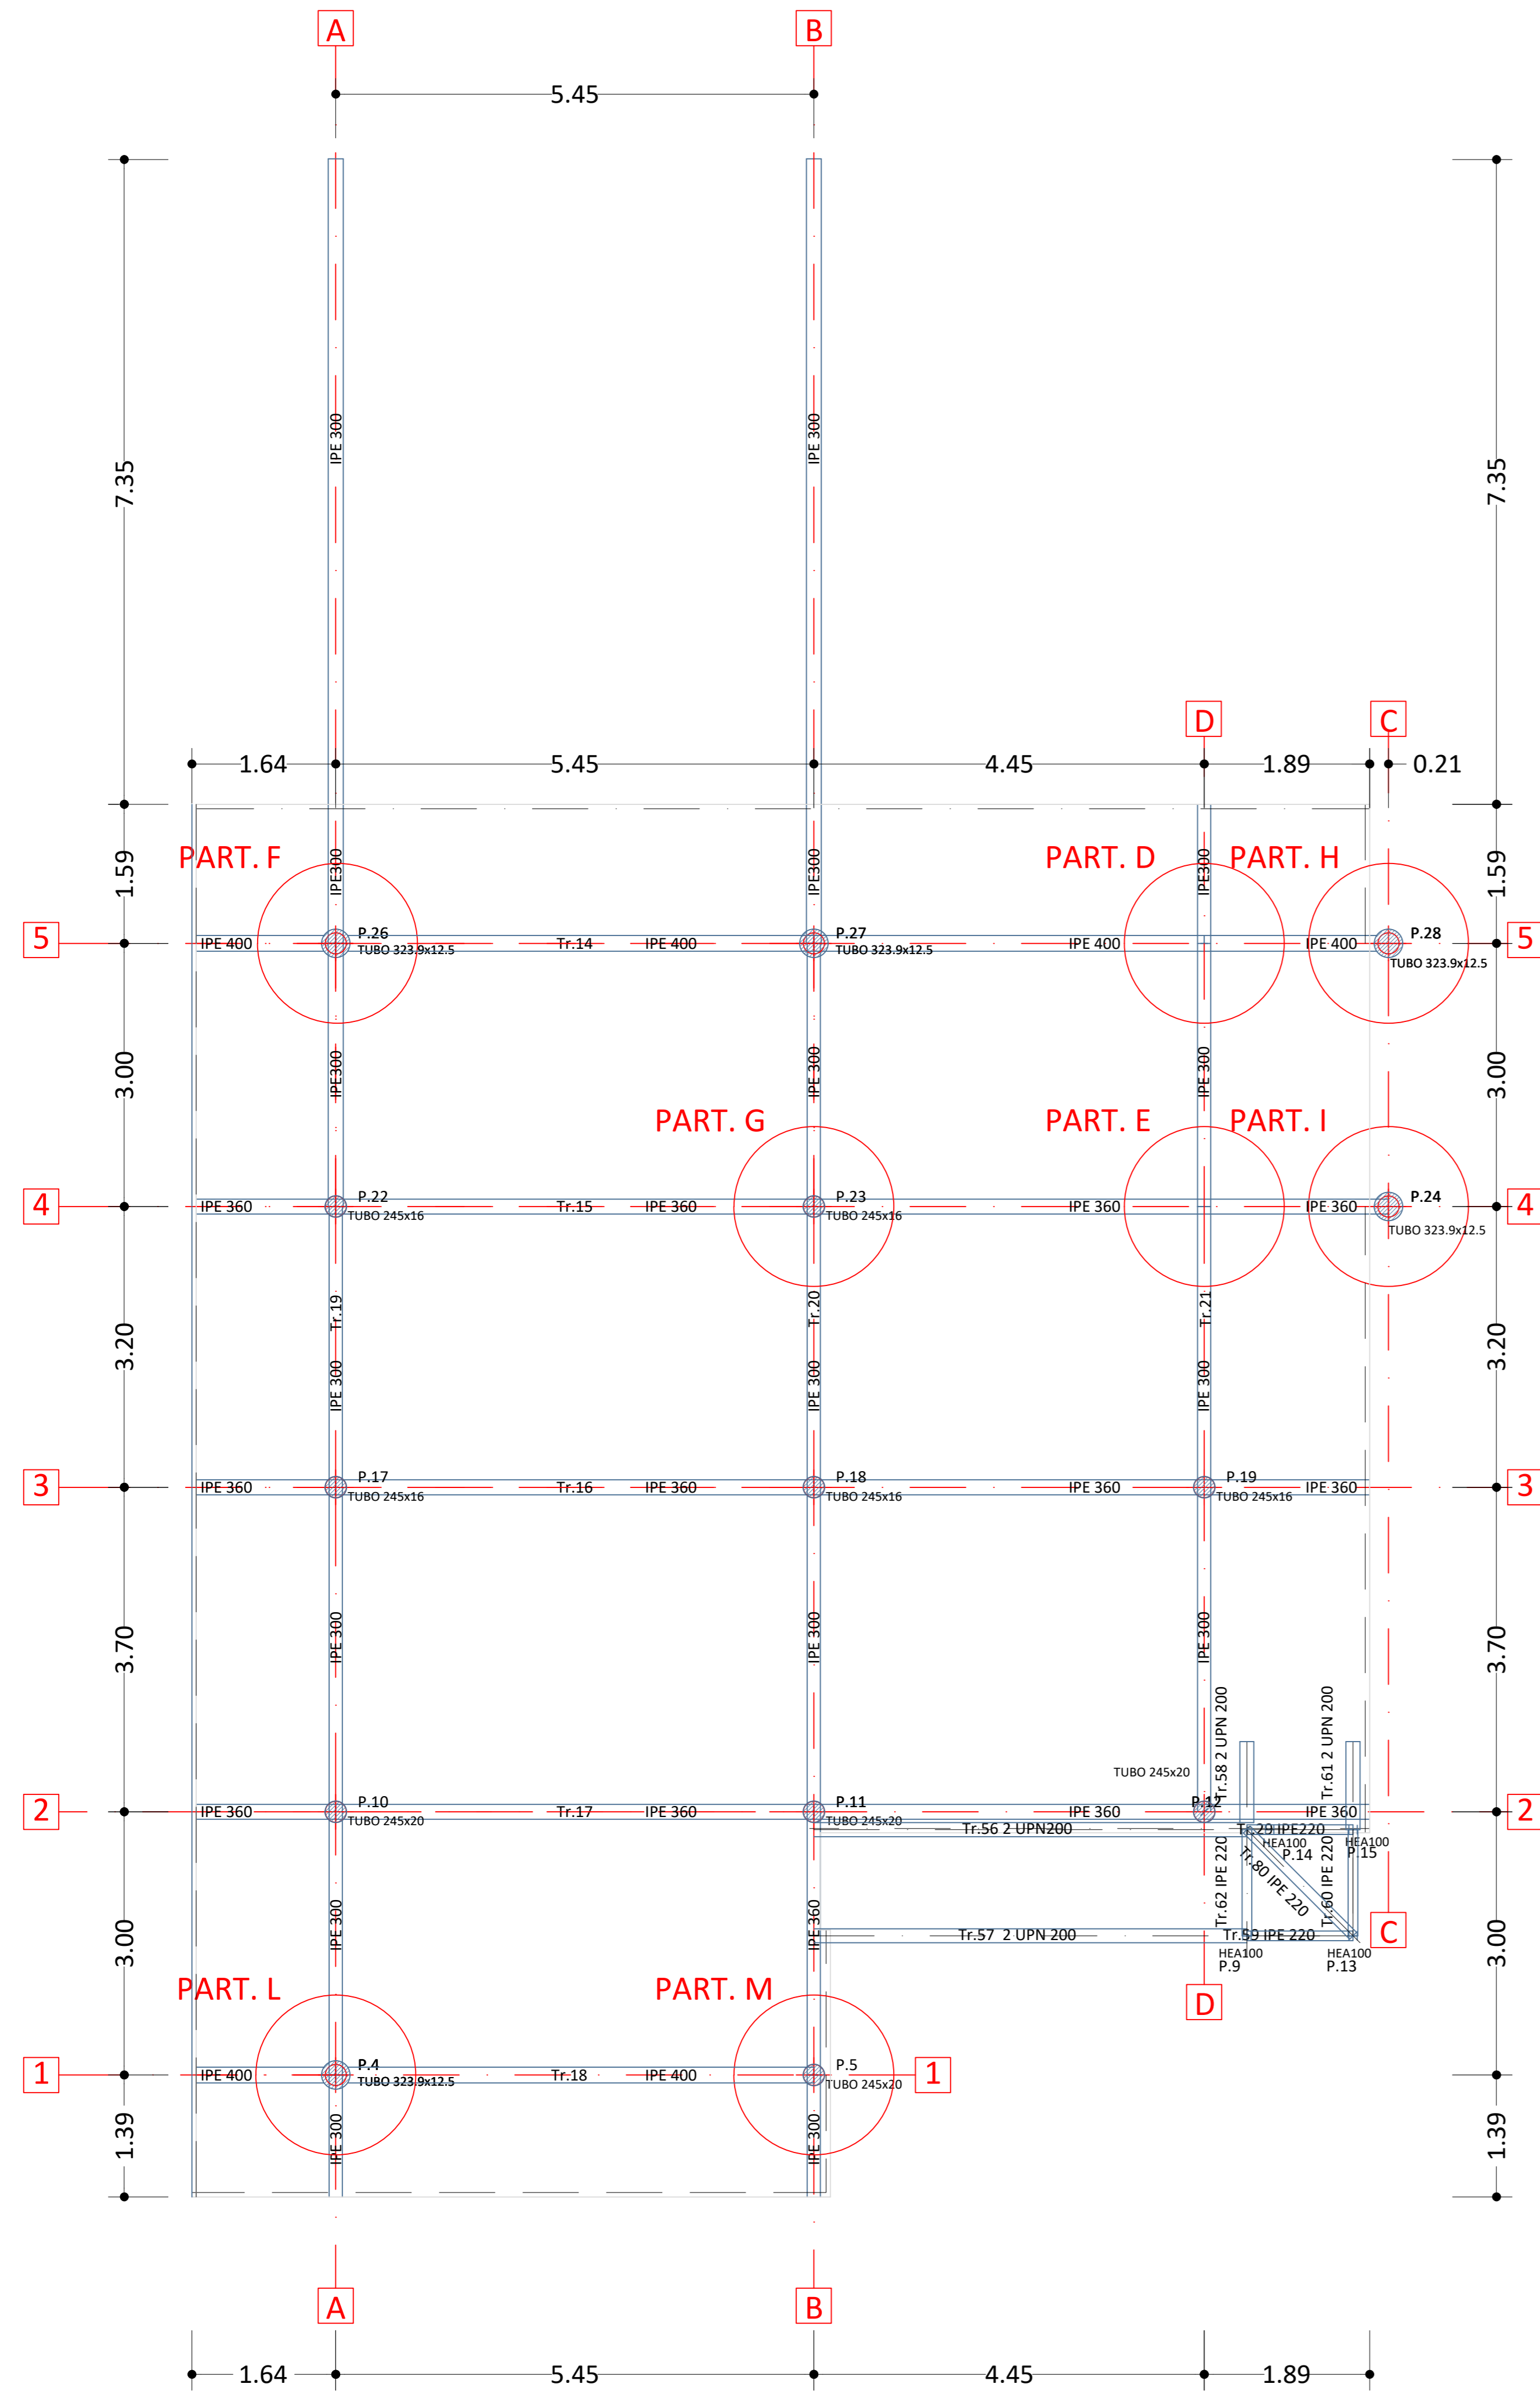 A
B
5.45
7.35
7.35
IPE 300
IPE 300
D
C
1.64
5.45
4.45
1.89
0.21
1.59
1.59
PART. F
PART. D
PART. H
IPE300
IPE300
IPE300
5
IPE 400
P.26
TUBO 323.9x12.5
Tr.14
IPE 400
P.27
TUBO 323.9x12.5
IPE 400
IPE 400
P.28
TUBO 323.9x12.5
5
3.00
3.00
IPE300
IPE 300
IPE 300
PART. G
PART. E
PART. I
4
IPE 360
P.22
TUBO 245x16
Tr.15
IPE 360
P.23
TUBO 245x16
IPE 360
IPE 360
P.24
TUBO 323.9x12.5
4
3.20
3.20
Tr.19
Tr.20
Tr.21
IPE 300
IPE 300
IPE 300
3
IPE 360
P.17
TUBO 245x16
Tr.16
IPE 360
P.18
TUBO 245x16
IPE 360
P.19
TUBO 245x16
IPE 360
3
3.70
3.70
IPE 300
IPE 300
IPE 300
Tr.58 2 UPN 200
Tr.61 2 UPN 200
TUBO 245x20
2
IPE 360
P.10
TUBO 245x20
Tr.17
IPE 360
P.11
TUBO 245x20
IPE 360
P.12
IPE 360
2
Tr.56 2 UPN200
Tr.29 IPE220
HEA100
P.14
HEA100
P.15
Tr.62 IPE 220
Tr.80 IPE 220
Tr.60 IPE 220
3.00
3.00
IPE 300
IPE 360
Tr.57 2 UPN 200
Tr.59 IPE 220
C
HEA100
P.9
HEA100
P.13
PART. L
PART. M
D
1
IPE 400
P.4
TUBO 323.9x12.5
Tr.18
IPE 400
P.5
TUBO 245x20
1
1.39
1.39
IPE 300
IPE 300
A
B
1.64
5.45
4.45
1.89